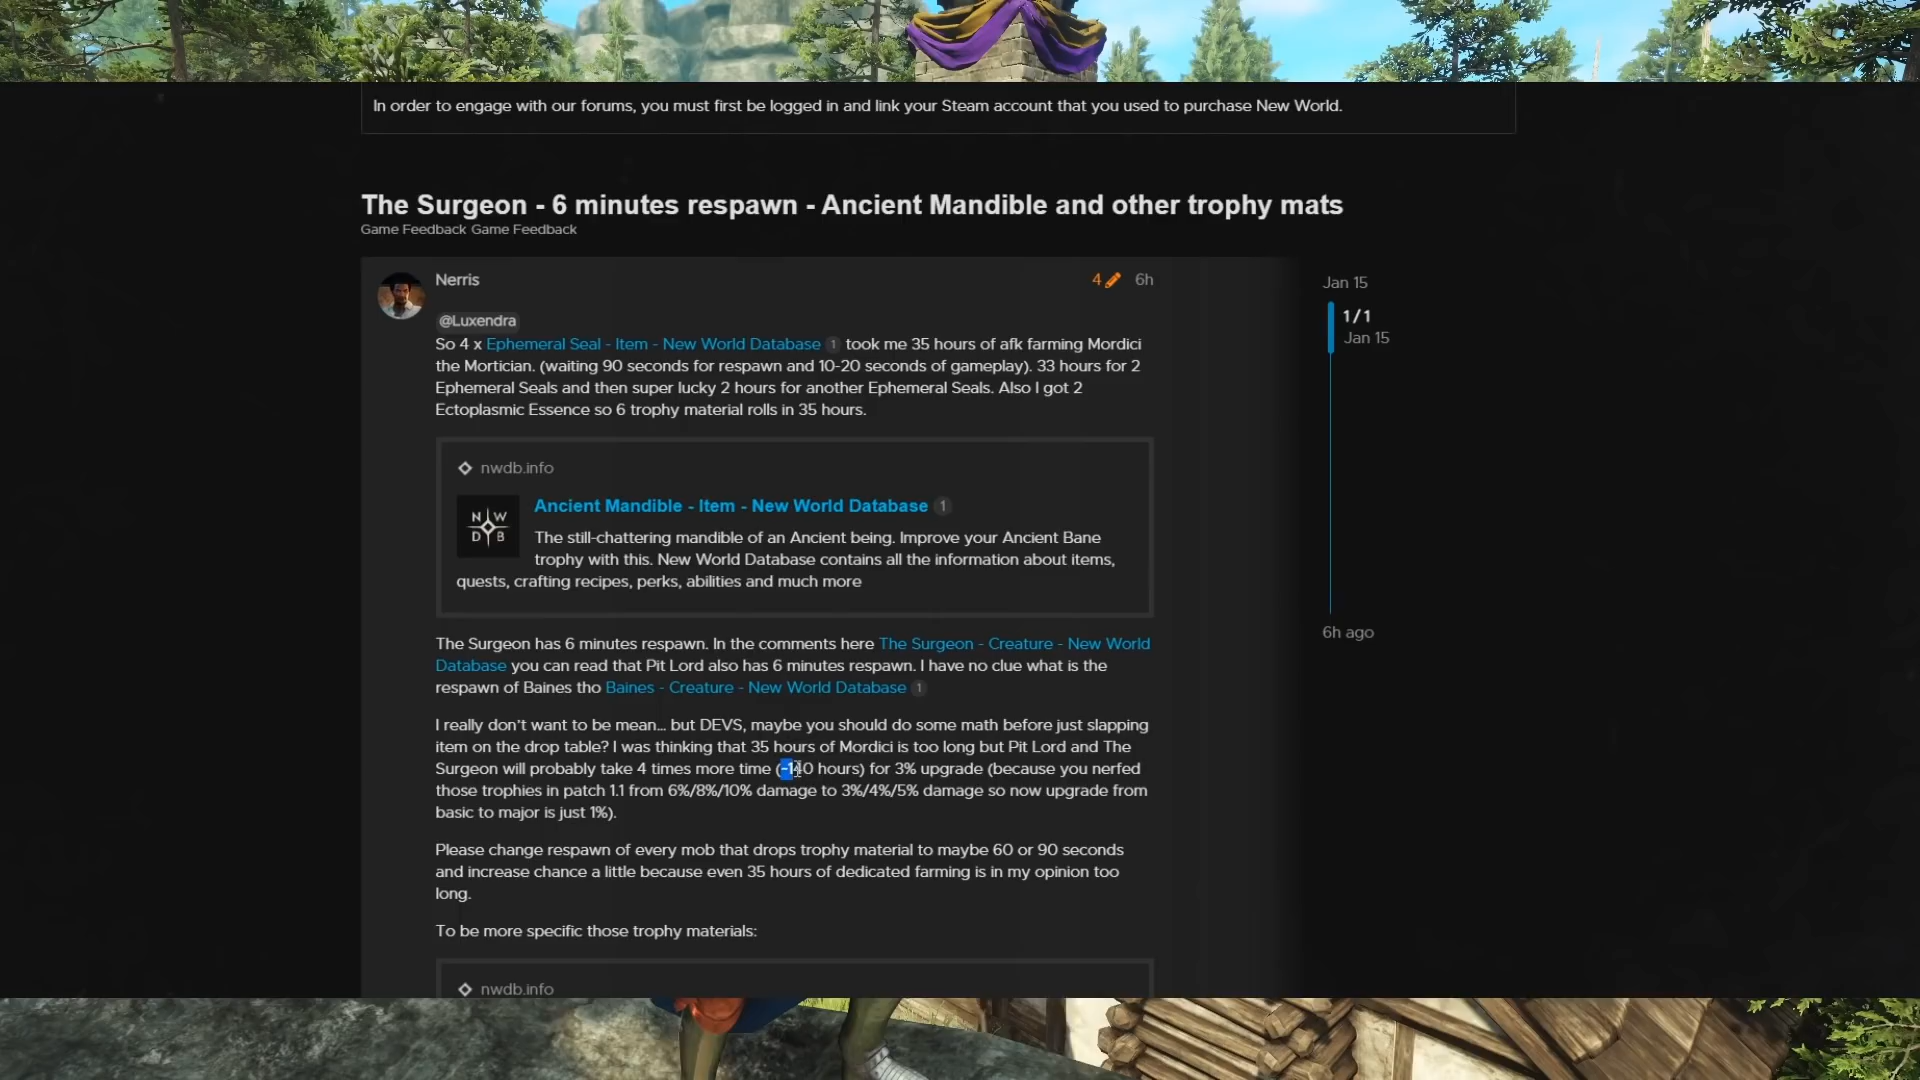 In order to engage with our forums, you must first be logged in and link your Steam account that you used to purchase New World.
The Surgeon - 6 minutes respawn - Ancient Mandible and other trophy mats
Game Feedback Game Feedback
Nerris
4 6h
@Luxendra
So 4 x Ephemeral Seal - Item - New World Database 1 took me 35 hours of afk farming Mordici
the Mortician. (waiting 90 seconds for respawn and 10-20 seconds of gameplay). 33 hours for 2
Ephemeral Seals and then super lucky 2 hours for another Ephemeral Seals. Also I got 2
Ectoplasmic Essence so 6 trophy material rolls in 35 hours.
nwdb.info
NW
DB
Ancient Mandible - Item - New World Database 1
The still-chattering mandible of an Ancient being. Improve your Ancient Bane
trophy with this. New World Database contains all the information about items,
quests, crafting recipes, perks, abilities and much more
The Surgeon has 6 minutes respawn. In the comments here The Surgeon - Creature - New World
Database you can read that Pit Lord also has 6 minutes respawn. I have no clue what is the
respawn of Baines tho Baines - Creature - New World Database 1
I really don't want to be mean... but DEVS, maybe you should do some math before just slapping
item on the drop table? I was thinking that 35 hours of Mordici is too long but Pit Lord and The
Surgeon will probably take 4 times more time (~140 hours) for 3% upgrade (because you nerfed
those trophies in patch 1.1 from 6%/8%/10% damage to 3%/4%/5% damage so now upgrade from
basic to major is just 1%).
Please change respawn of every mob that drops trophy material to maybe 60 or 90 seconds
and increase chance a little because even 35 hours of dedicated farming is in my opinion too
long.
To be more specific those trophy materials:
nwdb.info
Jan 15
1/1
Jan 15
6h ago